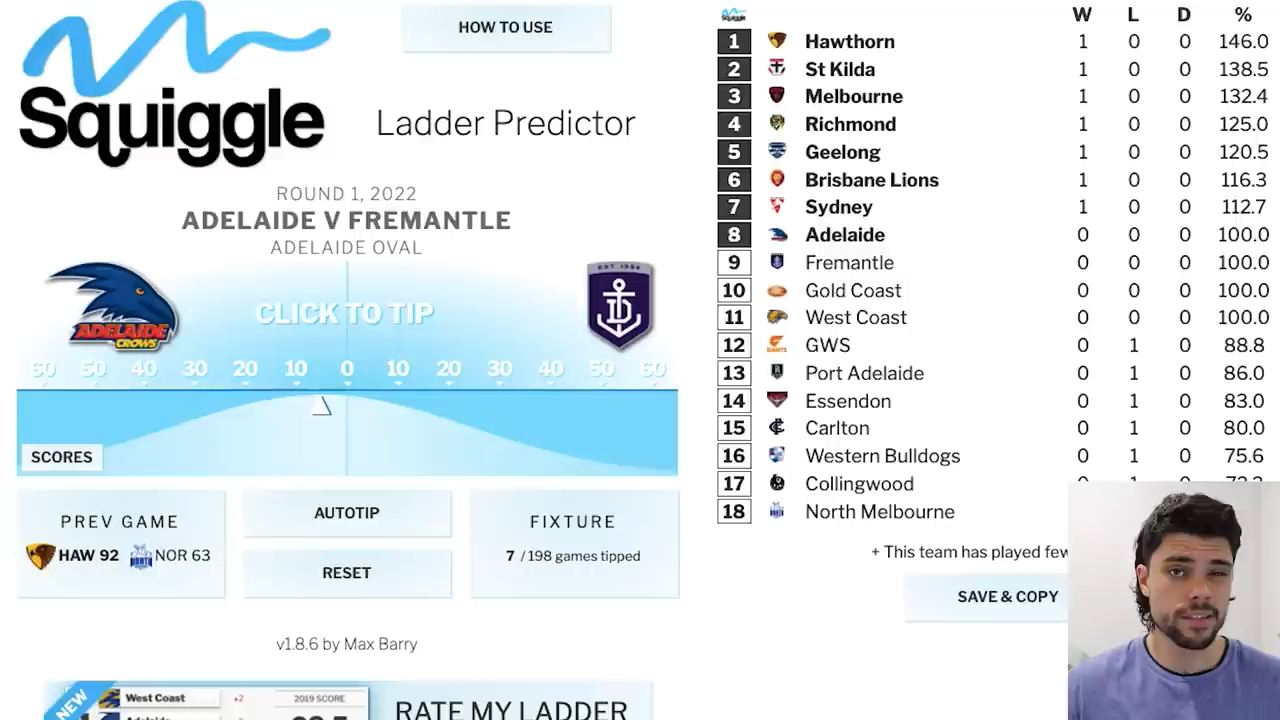 HOW TO USE
Squiggle
Ladder Predictor
ROUND 1, 2022
ADELAIDE V FREMANTLE
ADELAIDE OVAL
CLICK TO TIP
ADELAIDE
CROWS
60 50 40 30 20 10 0 10 20 30 40 50 60
SCORES
PREV GAME
HAW 92 NOR 63
AUTOTIP
RESET
FIXTURE
7 / 198 games tipped
v1.8.6 by Max Barry
NEW
West Coast
2019 SCORE
RATE MY LADDER
Squiggle W L D %
1 Hawthorn 1 0 0 146.0
2 St Kilda 1 0 0 138.5
3 Melbourne 1 0 0 132.4
4 Richmond 1 0 0 125.0
5 Geelong 1 0 0 120.5
6 Brisbane Lions 1 0 0 116.3
7 Sydney 1 0 0 112.7
8 Adelaide 0 0 0 100.0
9 Fremantle 0 0 0 100.0
10 Gold Coast 0 0 0 100.0
11 West Coast 0 0 0 100.0
12 GWS 0 1 0 88.8
13 Port Adelaide 0 1 0 86.0
14 Essendon 0 1 0 83.0
15 Carlton 0 1 0 80.0
16 Western Bulldogs 0 1 0 75.6
17 Collingwood
18 North Melbourne
+ This team has played few
SAVE & COPY